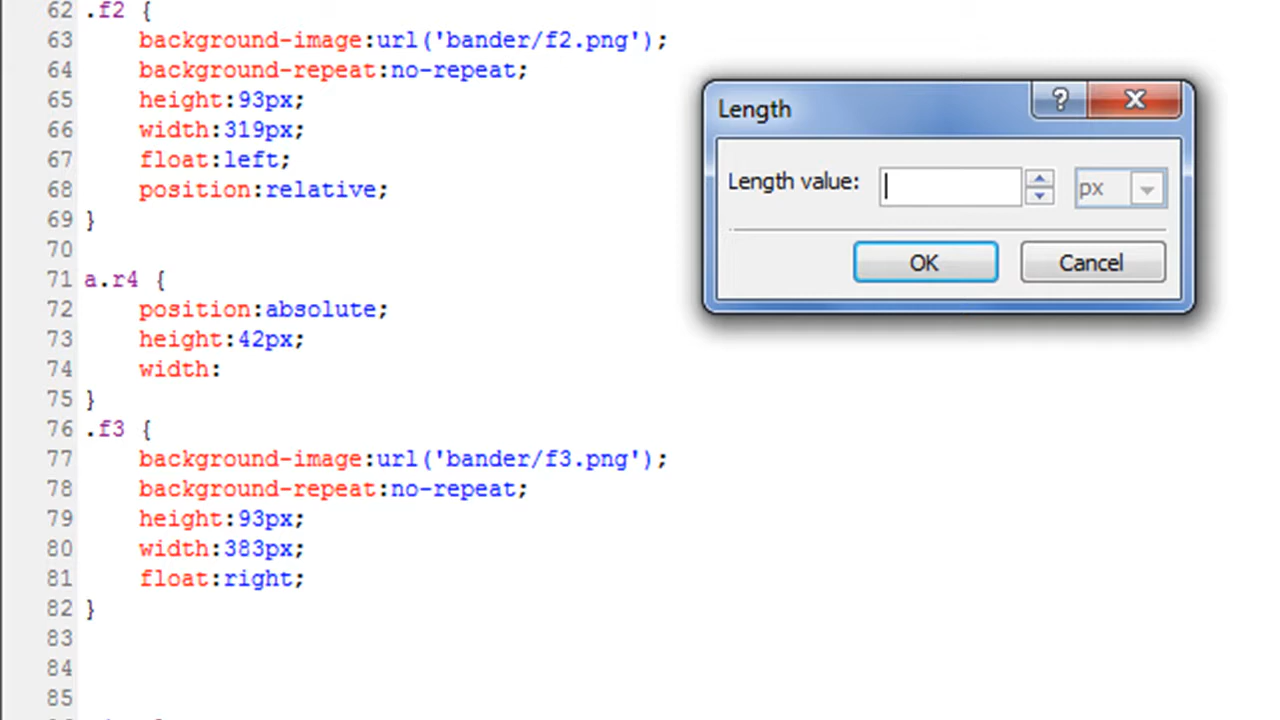 62 .f2 {
63 background-image:url('bander/f2.png');
64 background-repeat:no-repeat;
65 height:93px;
66 width:319px;
67 float:left;
68 position:relative;
69 }
70
71 a.r4 {
72 position:absolute;
73 height:42px;
74 width:
75 }
76 .f3 {
77 background-image:url('bander/f3.png');
78 background-repeat:no-repeat;
79 height:93px;
80 width:383px;
81 float:right;
82 }
83
84
85
Length
?
Length value:
px
OK
Cancel